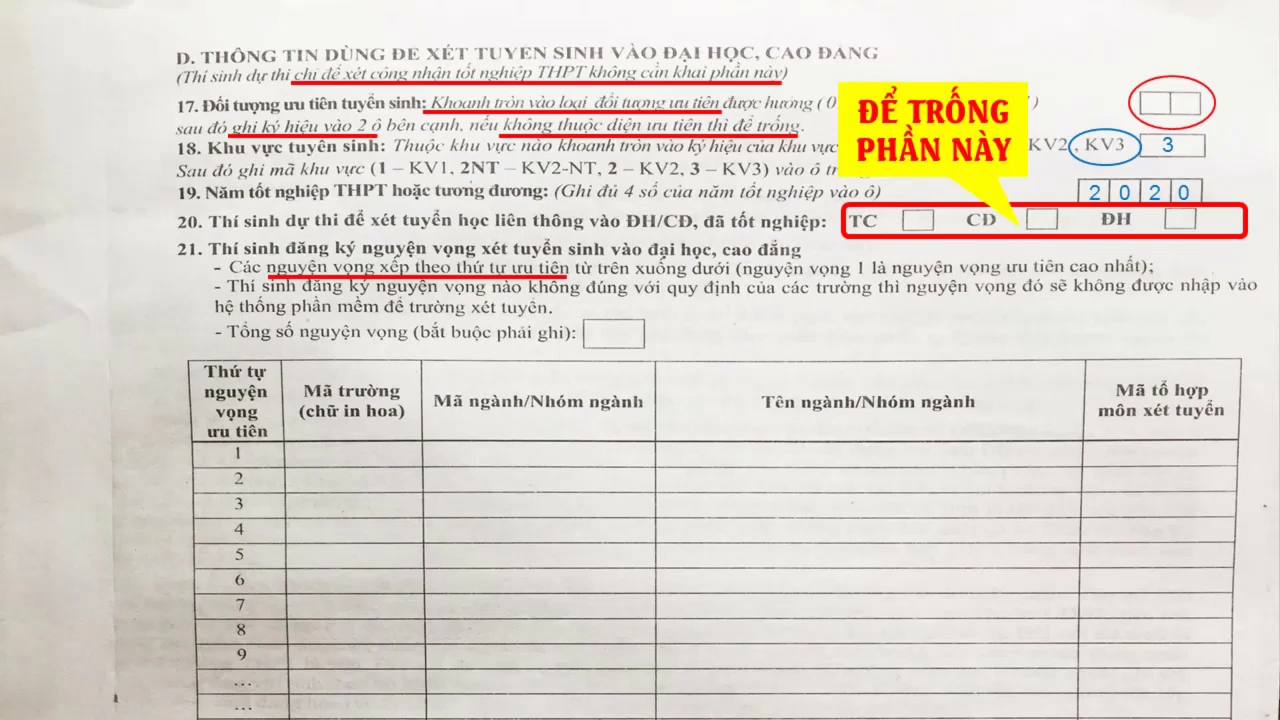 D. THÔNG TIN DÙNG ĐỂ XÉT TUYỂN SINH VÀO ĐẠI HỌC, CAO ĐẲNG
(Thí sinh dự thi chỉ để xét công nhận tốt nghiệp THPT không cần khai phần này)
17. Đối tượng ưu tiên tuyển sinh: Khoanh tròn vào loại đối tượng ưu tiên được hưởng ( 0 )
sau đó ghi ký hiệu vào 2 ô bên cạnh, nếu không thuộc diện ưu tiên thì để trống.
ĐỂ TRỐNG
PHẦN NÀY
18. Khu vực tuyển sinh: Thuộc khu vực nào khoanh tròn vào ký hiệu của khu vực KV2 , KV3 3
Sau đó ghi mã khu vực (1 – KV1, 2NT – KV2-NT, 2 – KV2, 3 – KV3) vào ô
19. Năm tốt nghiệp THPT hoặc tương đương: (Ghi đủ 4 số của năm tốt nghiệp vào ô) 2 0 2 0
20. Thí sinh dự thi để xét tuyển học liên thông vào ĐH/CĐ, đã tốt nghiệp: TC CĐ ĐH
21. Thí sinh đăng ký nguyện vọng xét tuyển sinh vào đại học, cao đẳng
- Các nguyện vọng xếp theo thứ tự ưu tiên từ trên xuống dưới (nguyện vọng 1 là nguyện vọng ưu tiên cao nhất);
- Thí sinh đăng ký nguyện vọng nào không đúng với quy định của các trường thì nguyện vọng đó sẽ không được nhập vào
hệ thống phần mềm để trường xét tuyển.
- Tổng số nguyện vọng (bắt buộc phải ghi):
Thứ tự
nguyện
vọng
ưu tiên
Mã trường
(chữ in hoa)
Mã ngành/Nhóm ngành
Tên ngành/Nhóm ngành
Mã tổ hợp
môn xét tuyển
1
2
3
4
5
6
7
8
9
...
...